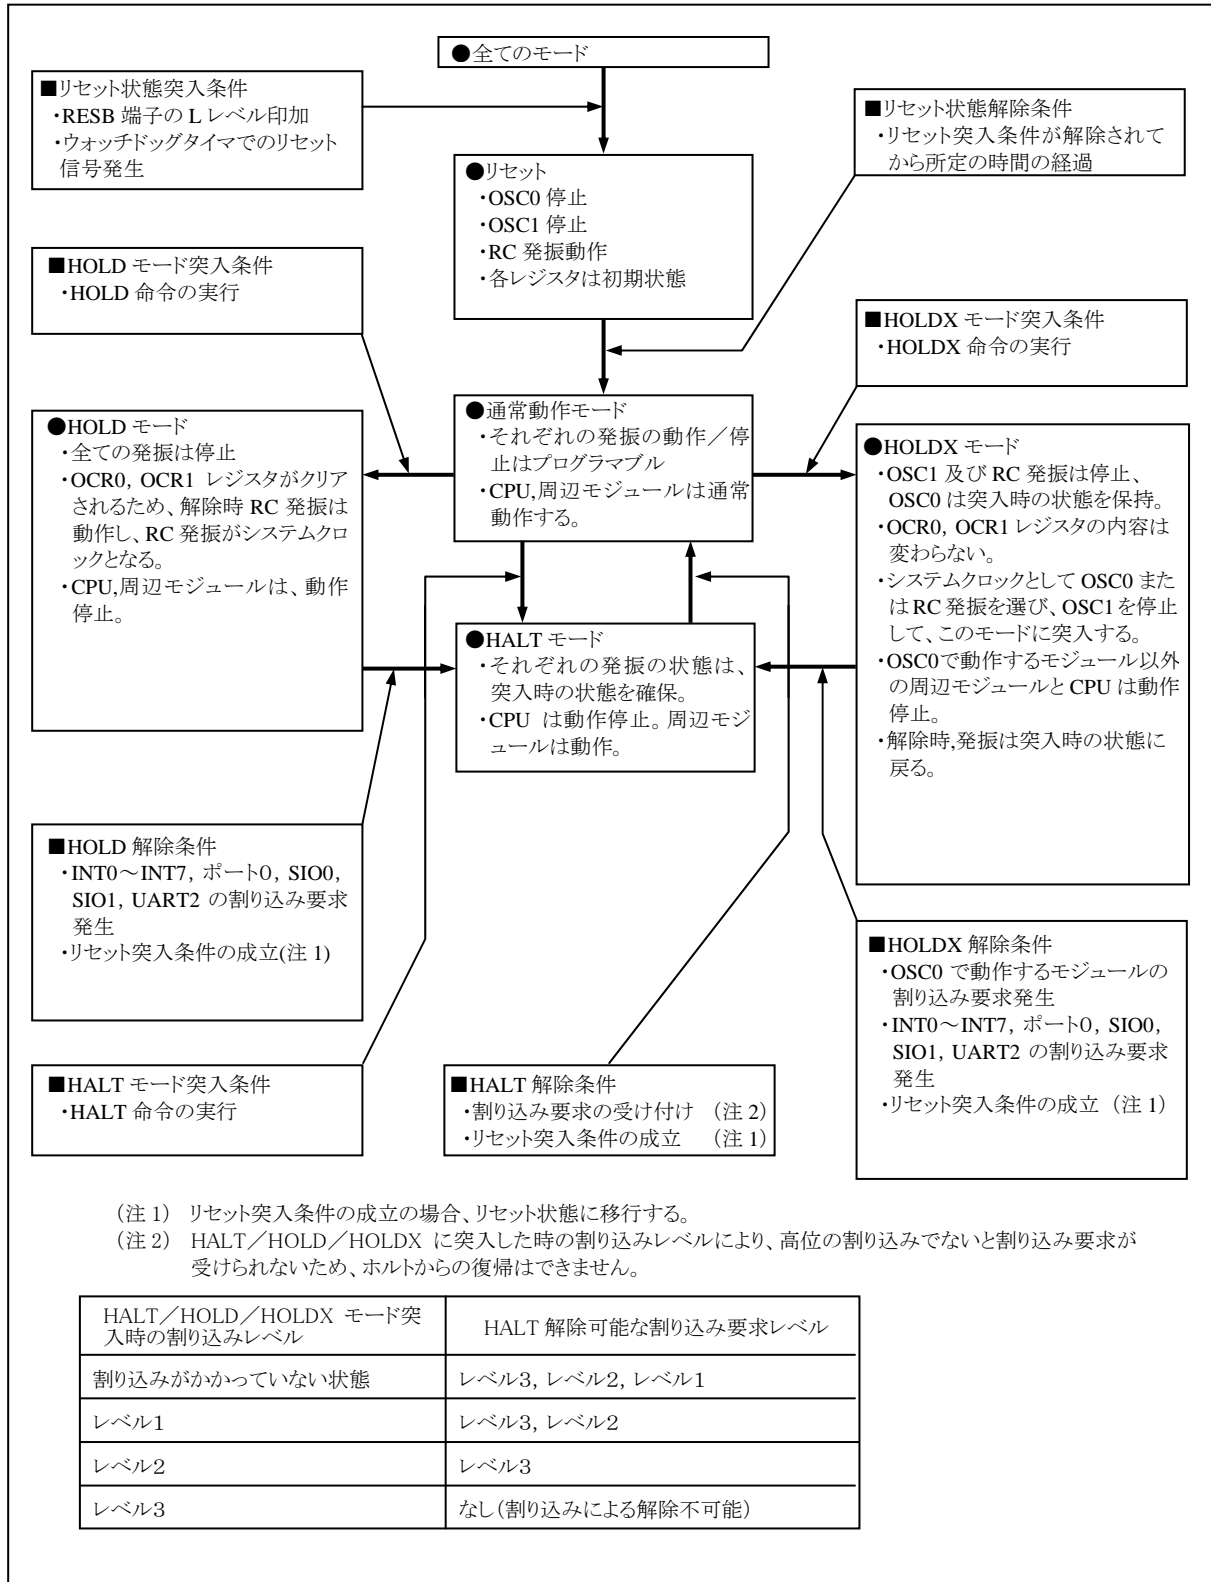 ●全てのモード
■リセット状態突入条件
・RESB 端子の L レベル印加
・ウォッチドッグタイマでのリセット
信号発生
■リセット状態解除条件
・リセット突入条件が解除されて
から所定の時間の経過
●リセット
・OSC0 停止
・OSC1 停止
・RC 発振動作
・各レジスタは初期状態
■HOLD モード突入条件
・HOLD 命令の実行
■HOLDX モード突入条件
・HOLDX 命令の実行
●HOLD モード
・全ての発振は停止
・OCR0, OCR1 レジスタがクリア
されるため、解除時 RC 発振は
動作し、RC 発振がシステムクロ
ックとなる。
・CPU,周辺モジュールは、動作
停止。
●通常動作モード
・それぞれの発振の動作／停
止はプログラマブル
・CPU,周辺モジュールは通常
動作する。
●HOLDX モード
・OSC1 及び RC 発振は停止、
OSC0 は突入時の状態を保持。
・OCR0, OCR1 レジスタの内容は
変わらない。
・システムクロックとして OSC0 また
は RC 発振を選び、OSC1を停止
して、このモードに突入する。
・OSC0で動作するモジュール以外
の周辺モジュールと CPU は動作
停止。
・解除時,発振は突入時の状態に
戻る。
●HALT モード
・それぞれの発振の状態は、
突入時の状態を確保。
・CPU は動作停止。周辺モジ
ュールは動作。
■HOLD 解除条件
・INT0～INT7, ポート0, SIO0,
SIO1, UART2 の割り込み要求
発生
・リセット突入条件の成立(注 1)
■HOLDX 解除条件
・OSC0 で動作するモジュールの
割り込み要求発生
・INT0～INT7, ポート0, SIO0,
SIO1, UART2 の割り込み要求
発生
・リセット突入条件の成立（注 1）
■HALT モード突入条件
・HALT 命令の実行
■HALT 解除条件
・割り込み要求の受け付け （注 2）
・リセット突入条件の成立 （注 1）
（注 1） リセット突入条件の成立の場合、リセット状態に移行する。
（注 2） HALT／HOLD／HOLDX に突入した時の割り込みレベルにより、高位の割り込みでないと割り込み要求が
受けられないため、ホルトからの復帰はできません。
HALT／HOLD／HOLDX モード突
入時の割り込みレベル
HALT 解除可能な割り込み要求レベル
割り込みがかかっていない状態
レベル3, レベル2, レベル1
レベル1
レベル3, レベル2
レベル2
レベル3
レベル3
なし（割り込みによる解除不可能）